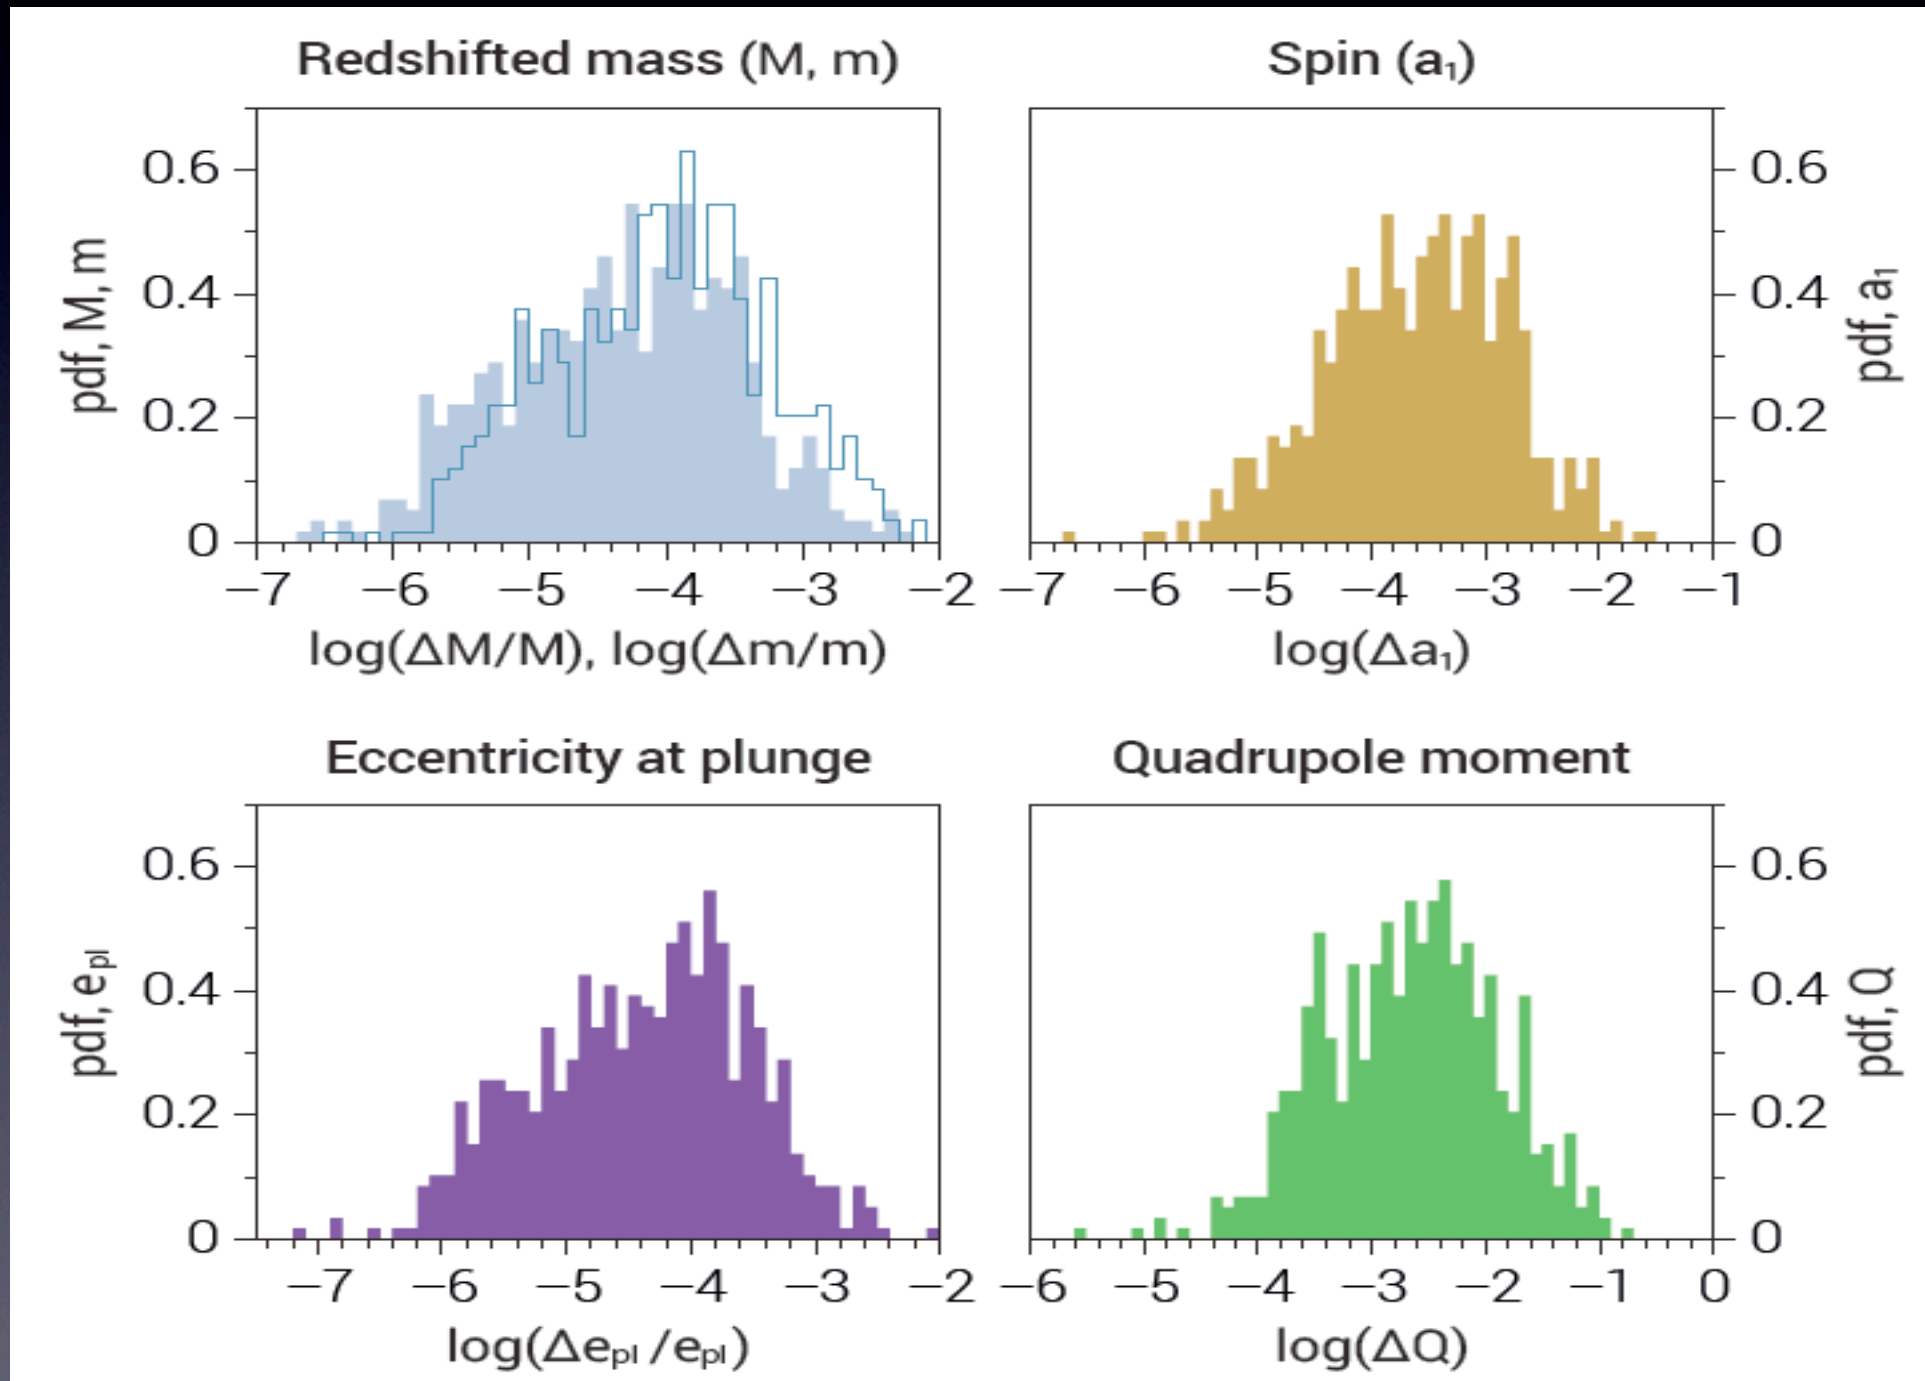 Redshifted mass (M, m)
Spin (a₁)
pdf, M, m
0.6
0.4
0.2
0
−7 −6 −5 −4 −3 −2
log(ΔM/M), log(Δm/m)
0.6
0.4
0.2
0
pdf, a₁
−7 −6 −5 −4 −3 −2 −1
log(Δa₁)
Eccentricity at plunge
Quadrupole moment
pdf, eₚₗ
0.6
0.4
0.2
0
−7 −6 −5 −4 −3 −2
log(Δeₚₗ/eₚₗ)
0.6
0.4
0.2
0
pdf, Q
−6 −5 −4 −3 −2 −1 0
log(ΔQ)